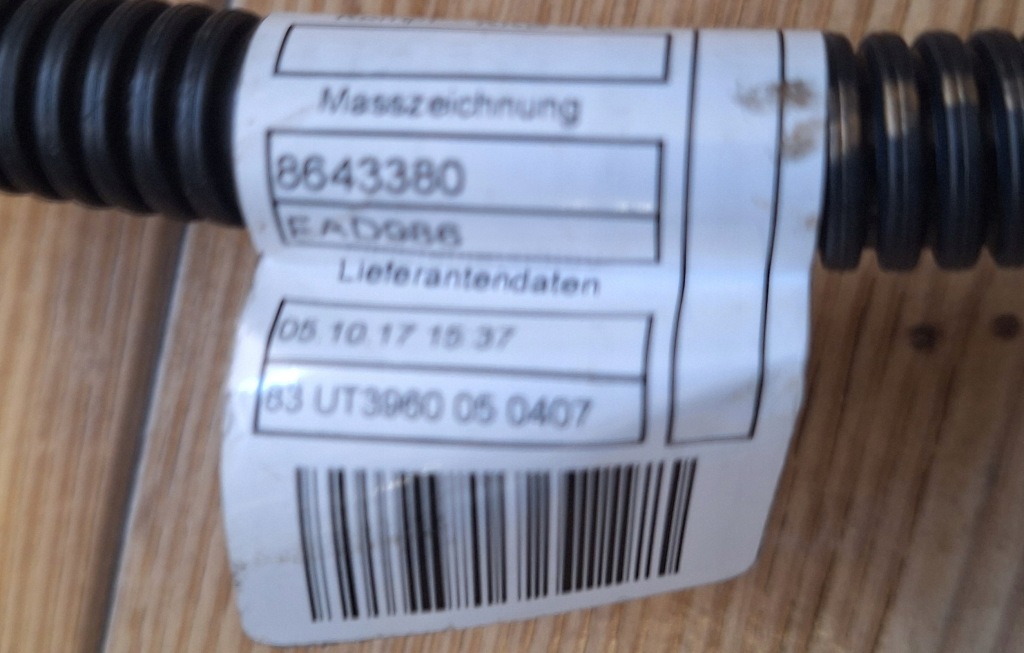 Masszeichnung
8643380
EAD986
Lieferantendaten
05.10.17 15:37
83 UT3960 05 0407